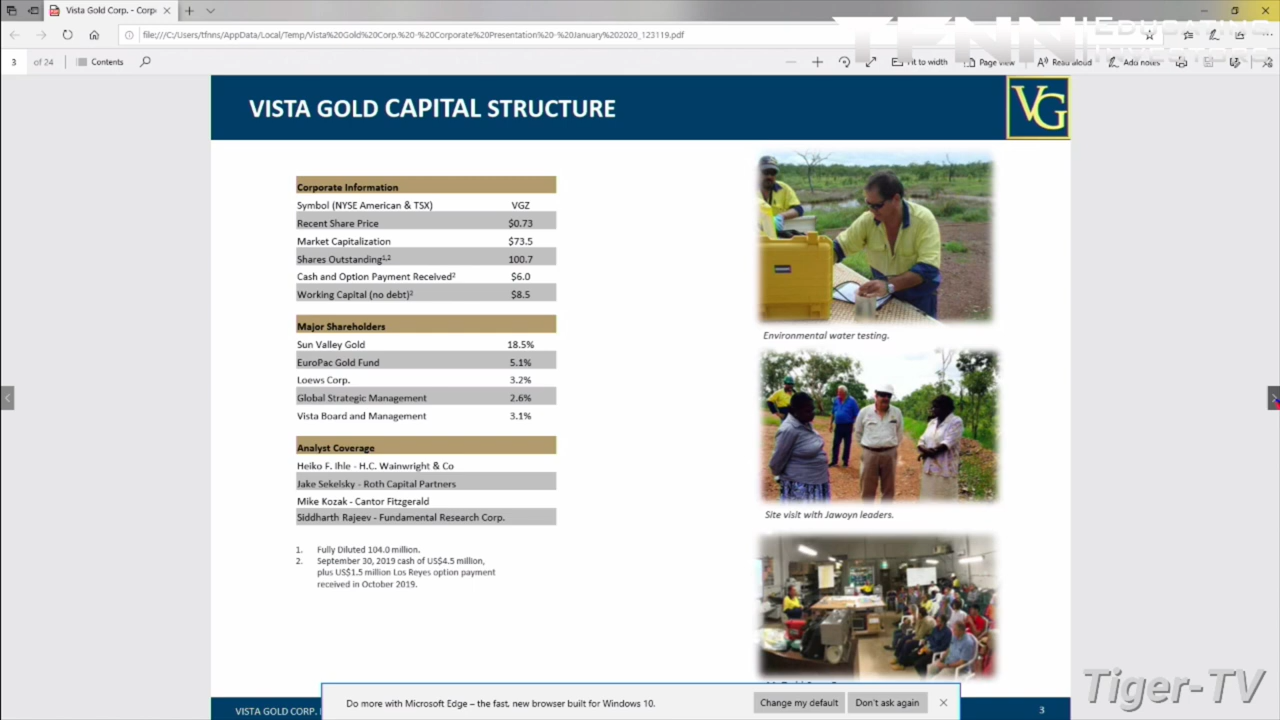 Vista Gold Corp. - Corpo
file:///C:/Users/tfnns/AppData/Local/Temp/Vista%20Gold%20Corp.%20-%20Corporate%20Presentation%20-%20January%202020_123119.pdf
TFNN EDUCATING
INVESTORS
3 of 24 Contents Fit to width Page view Read aloud Add notes
VISTA GOLD CAPITAL STRUCTURE
VG
Corporate Information
Symbol (NYSE American & TSX) VGZ
Recent Share Price $0.73
Market Capitalization $73.5
Shares Outstanding1,2 100.7
Cash and Option Payment Received2 $6.0
Working Capital (no debt)2 $8.5
Major Shareholders
Sun Valley Gold 18.5%
EuroPac Gold Fund 5.1%
Loews Corp. 3.2%
Global Strategic Management 2.6%
Vista Board and Management 3.1%
Analyst Coverage
Heiko F. Ihle - H.C. Wainwright & Co
Jake Sekelsky - Roth Capital Partners
Mike Kozak - Cantor Fitzgerald
Siddharth Rajeev - Fundamental Research Corp.
1. Fully Diluted 104.0 million.
2. September 30, 2019 cash of US$4.5 million,
plus US$1.5 million Los Reyes option payment
received in October 2019.
Environmental water testing.
Site visit with Jawoyn leaders.
Do more with Microsoft Edge – the fast, new browser built for Windows 10.
Change my default
Don't ask again
VISTA GOLD CORP.
3
Tiger-TV